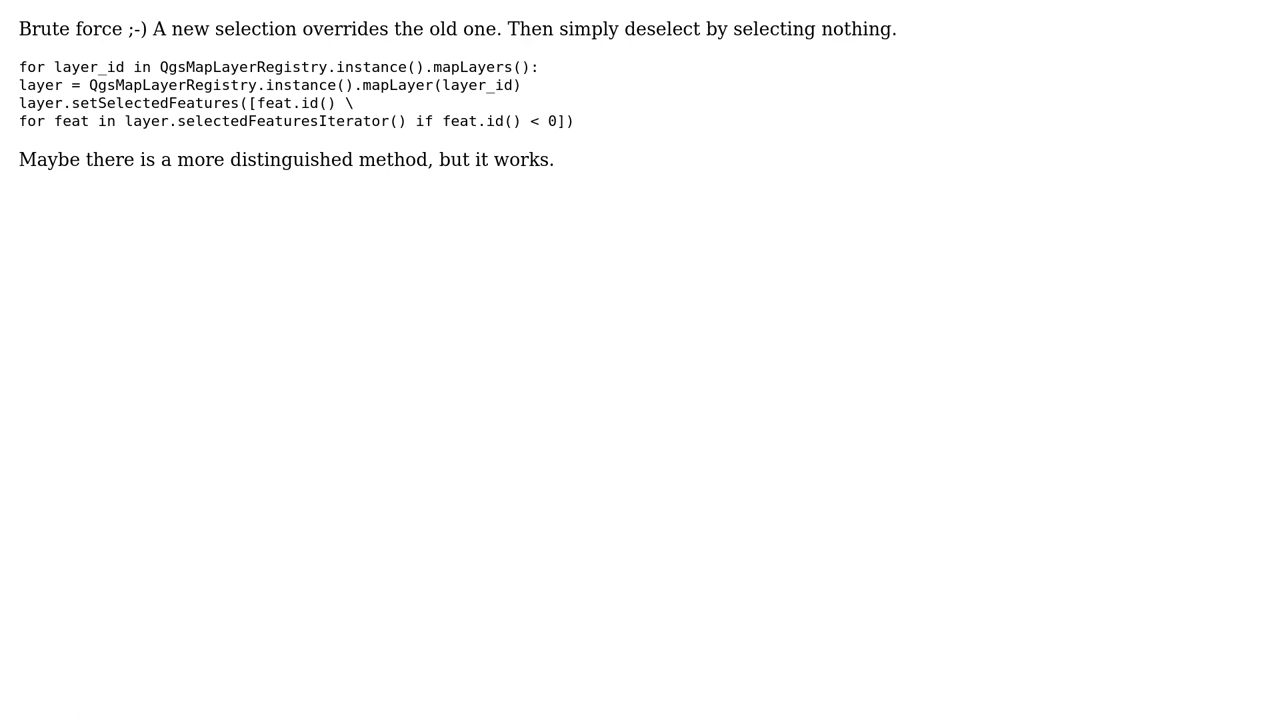 Brute force ;-) A new selection overrides the old one. Then simply deselect by selecting nothing.
for layer_id in QgsMapLayerRegistry.instance().mapLayers():
layer = QgsMapLayerRegistry.instance().mapLayer(layer_id)
layer.setSelectedFeatures([feat.id() \
for feat in layer.selectedFeaturesIterator() if feat.id() < 0])
Maybe there is a more distinguished method, but it works.